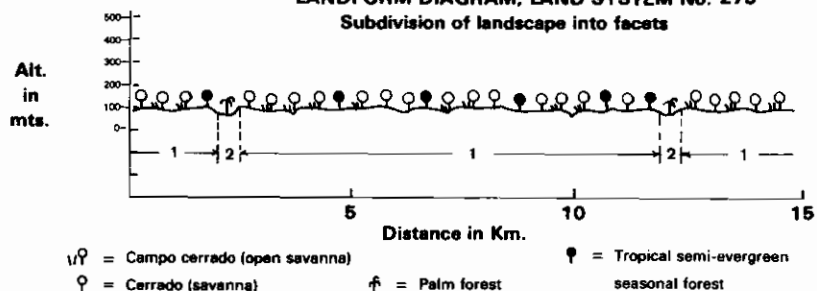 LANDFORM DIAGRAM, LAND SYSTEM No.
Subdivision of landscape into facets
Alt.
in
mts.
500
400
300
200
100
0
1
2
1
2
1
5
10
15
Distance in Km.
= Campo cerrado (open savanna)
= Cerrado (savanna)
= Palm forest
= Tropical semi-evergreen
seasonal forest